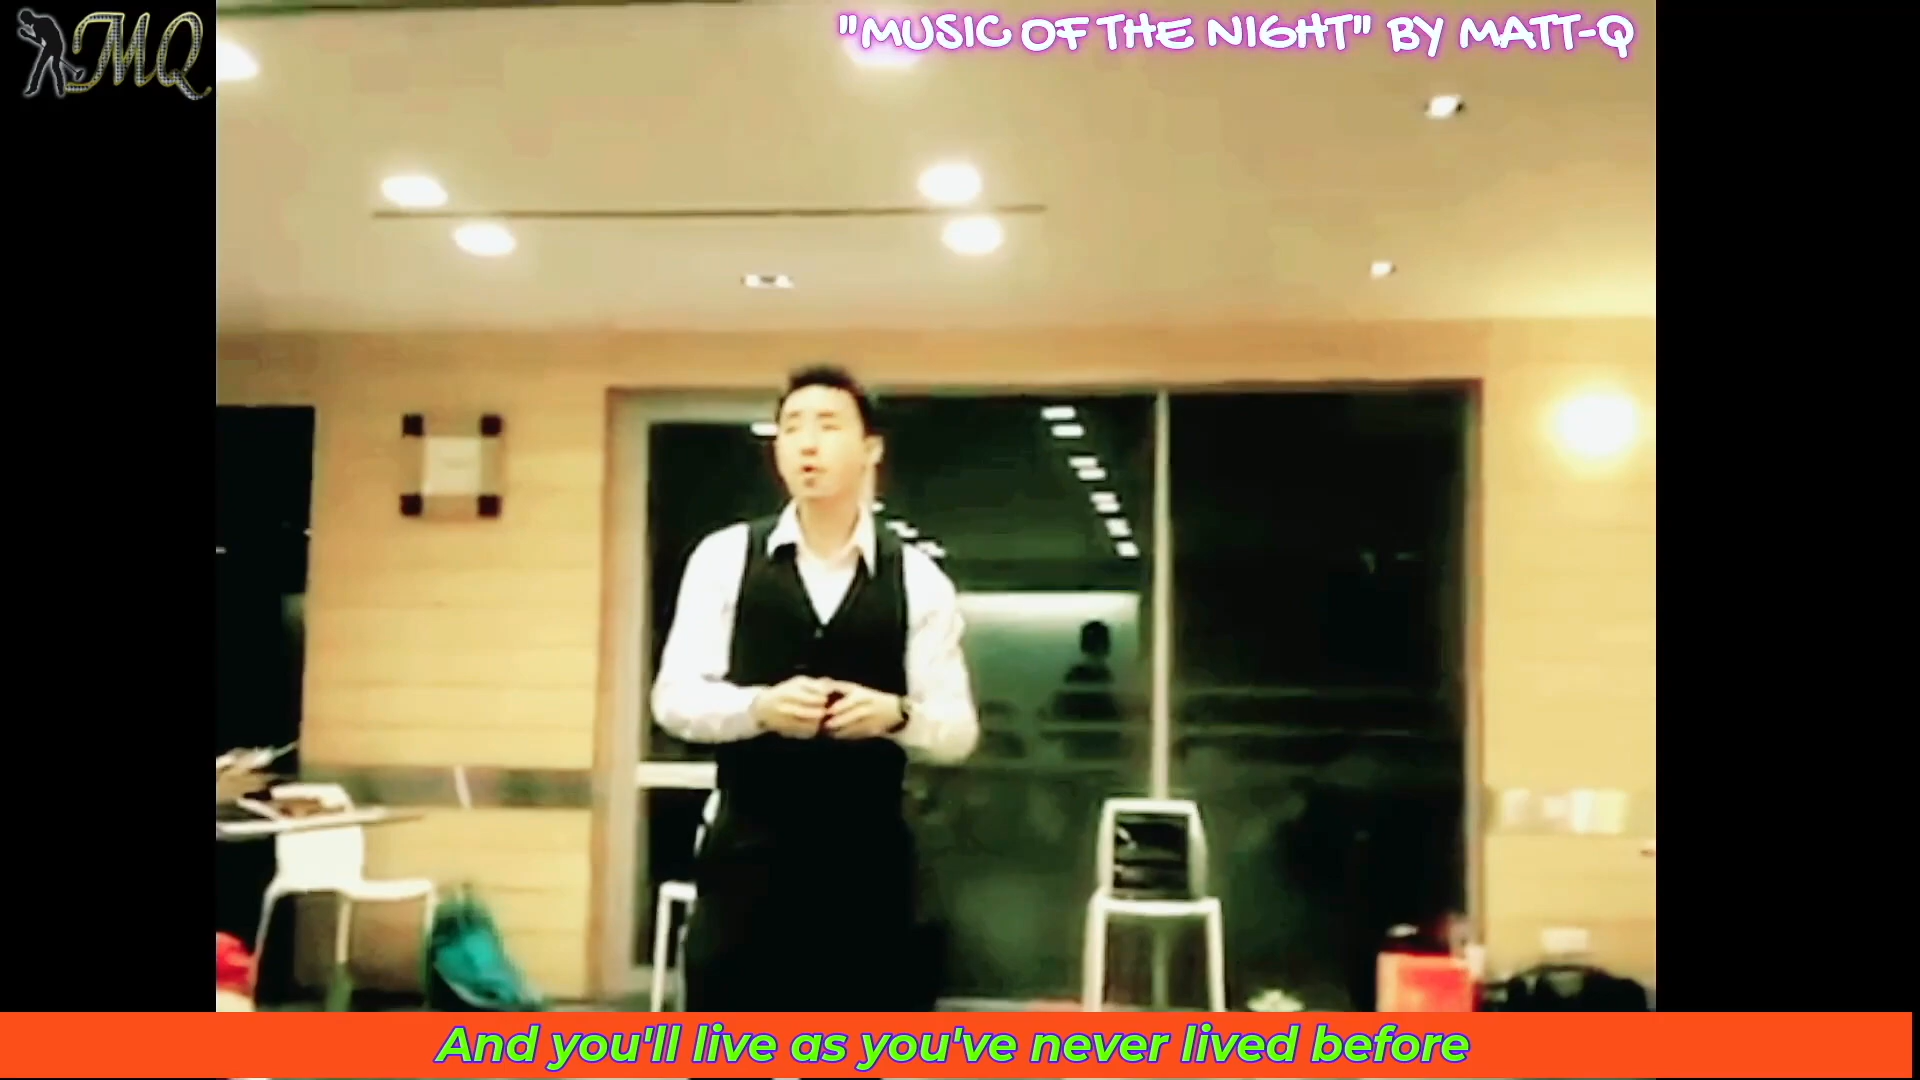 MQ
"MUSIC OF THE NIGHT" BY MATT-Q
And you'll live as you've never lived before